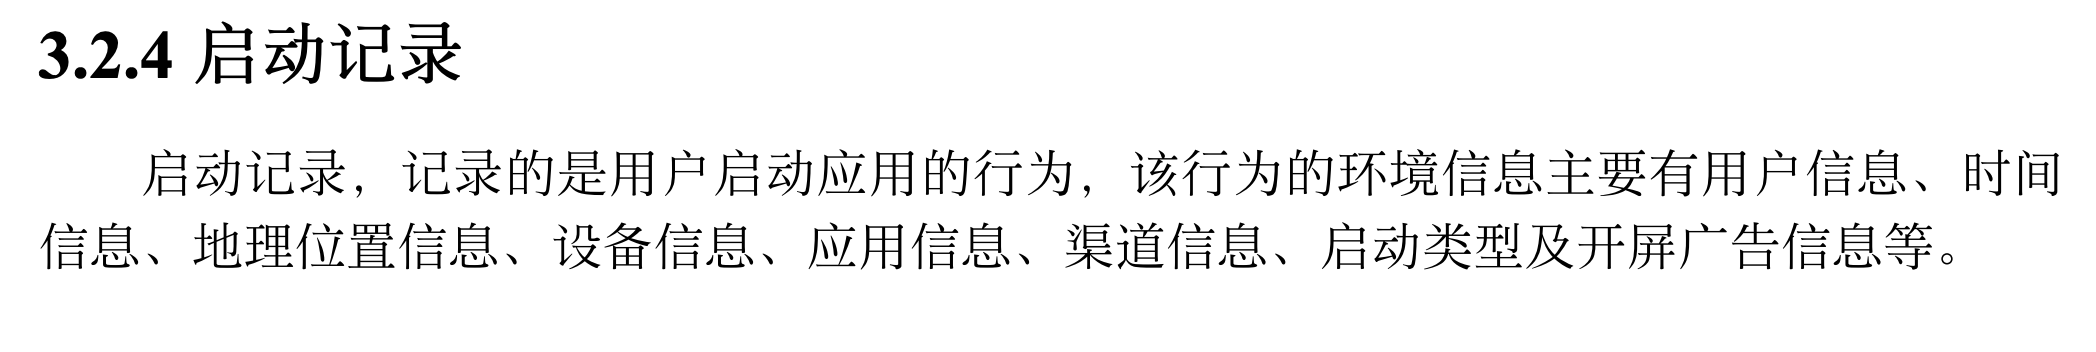 3.2.4 启动记录
启动记录，记录的是用户启动应用的行为，该行为的环境信息主要有用户信息、时间
信息、地理位置信息、设备信息、应用信息、渠道信息、启动类型及开屏广告信息等。